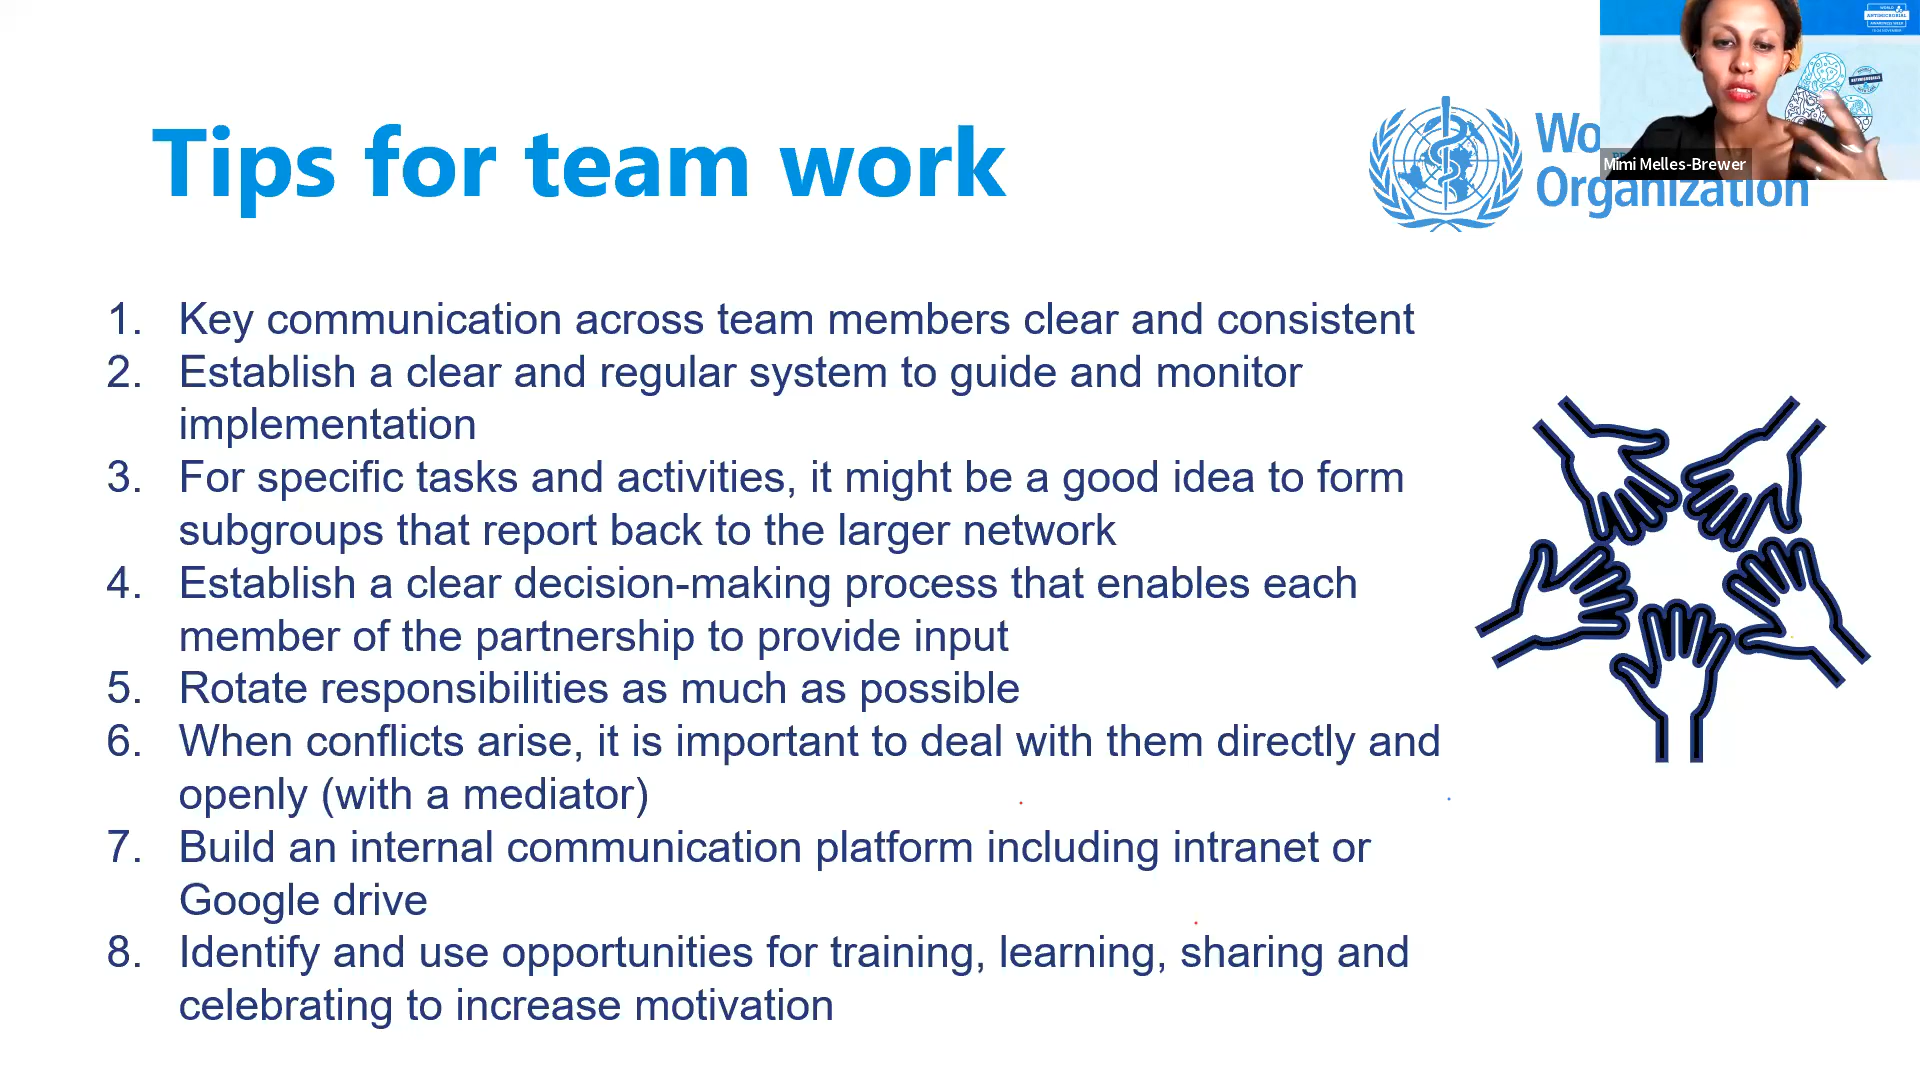 WORLD
ANTIMICROBIAL
AWARENESS WEEK
Tips for team work
Wo
Organization
Mimi Melles-Brewer
1. Key communication across team members clear and consistent
2. Establish a clear and regular system to guide and monitor
implementation
3. For specific tasks and activities, it might be a good idea to form
subgroups that report back to the larger network
4. Establish a clear decision-making process that enables each
member of the partnership to provide input
5. Rotate responsibilities as much as possible
6. When conflicts arise, it is important to deal with them directly and
openly (with a mediator)
7. Build an internal communication platform including intranet or
Google drive
8. Identify and use opportunities for training, learning, sharing and
celebrating to increase motivation